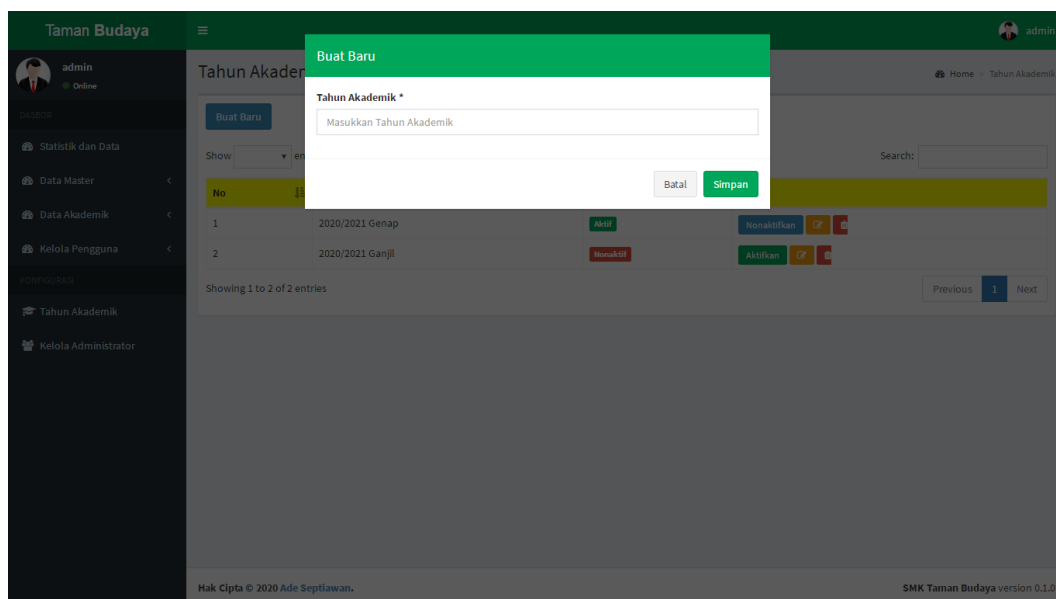 Taman Budaya
admin
admin
Online
Buat Baru
Tahun Akadem
Home > Tahun Akademik
Tahun Akademik *
Masukkan Tahun Akademik
DASBOR
Buat Baru
Statistik dan Data
Show en
Search:
Data Master
Batal Simpan
No
Data Akademik
1 2020/2021 Genap Aktif Nonaktifkan
Kelola Pengguna
2 2020/2021 Ganjil Nonaktif Aktifkan
KONFIGURASI
Showing 1 to 2 of 2 entries
Previous 1 Next
Tahun Akademik
Kelola Administrator
Hak Cipta © 2020 Ade Septiawan.
SMK Taman Budaya version 0.1.0